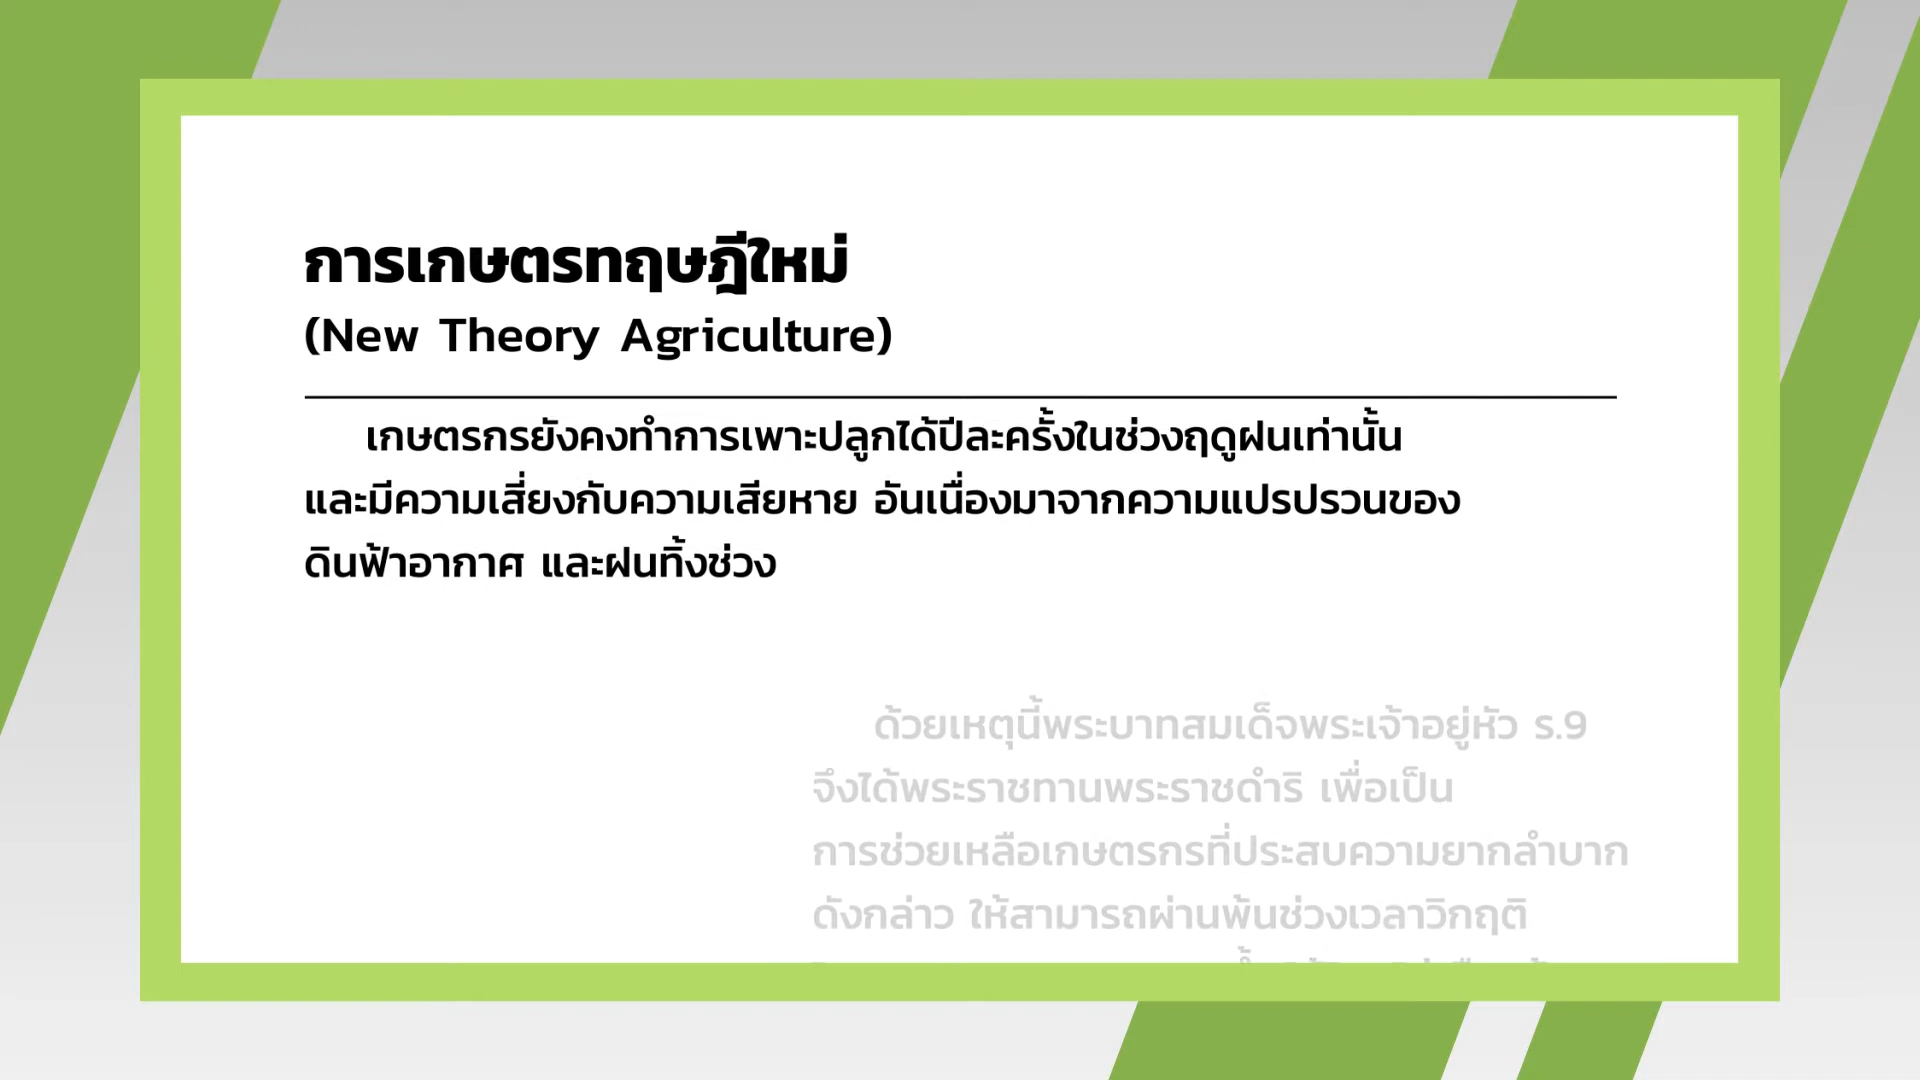 การเกษตรทฤษฎีใหม่
(New Theory Agriculture)
เกษตรกรยังคงทำการเพาะปลูกได้ปีละครั้งในช่วงฤดูฝนเท่านั้น
และมีความเสี่ยงกับความเสียหาย อันเนื่องมาจากความแปรปรวนของ
ดินฟ้าอากาศ และฝนทิ้งช่วง
ด้วยเหตุนี้พระบาทสมเด็จพระเจ้าอยู่หัว ร.9
จึงได้พระราชทานพระราชดำริ เพื่อเป็น
การช่วยเหลือเกษตรกรที่ประสบความยากลำบาก
ดังกล่าว ให้สามารถผ่านพ้นช่วงเวลาวิกฤติ